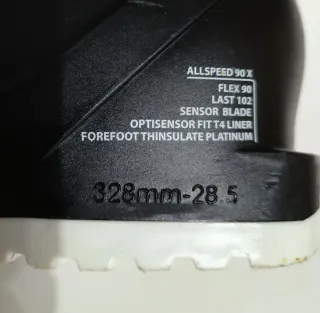 ALLSPEED 90 X
FLEX 90
LAST 102
SENSOR BLADE
OPTISENSOR FIT T4 LINER
FOREFOOT THINSULATE PLATINUM
328mm-28.5